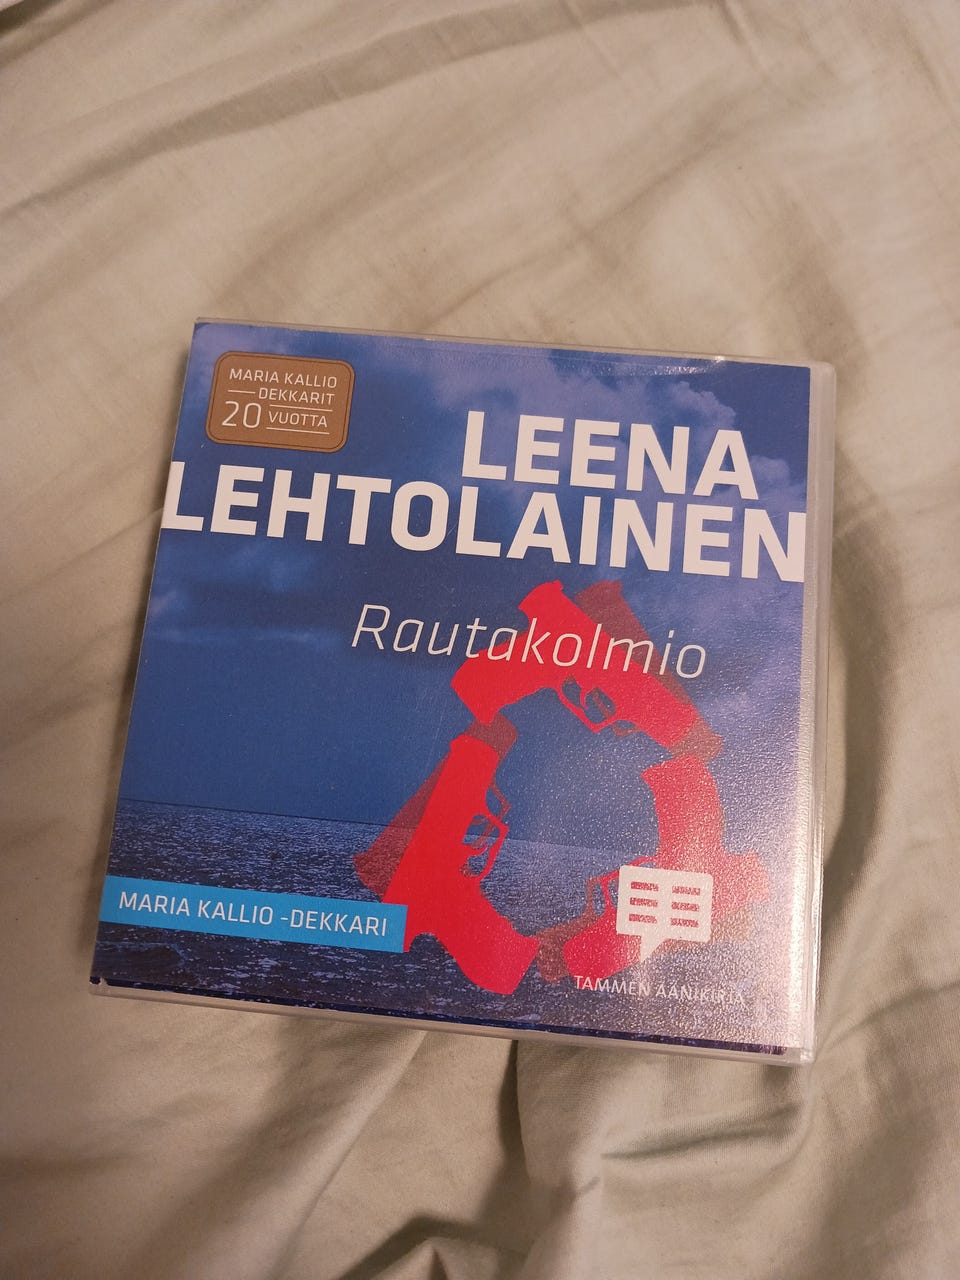 MARIA KALLIO
DEKKARIT
20 VUOTTA
LEENA
LEHTOLAINEN
Rautakolmio
MARIA KALLIO -DEKKARI
TAMMEN ÄÄNIKIRJA